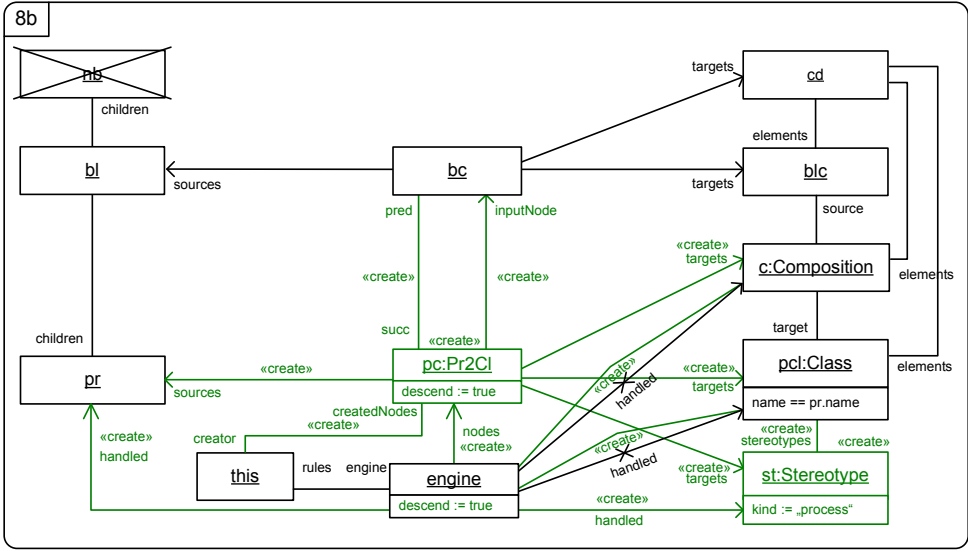 8b
nb
cd
targets
children
elements
bl
bc
blc
sources
targets
pred
inputNode
source
«create»
targets
«create»
«create»
c:Composition
elements
children
succ
«create»
target
pr
pc:Pr2Cl
pcl:Class
elements
«create»
«create»
«create»
sources
descend := true
handled
targets
name == pr.name
createdNodes
«create»
nodes
«create»
«create»
handled
creator
«create»
«create»
stereotypes
«create»
handled
this
rules
engine
engine
«create»
targets
st:Stereotype
descend := true
«create»
handled
kind := „process“